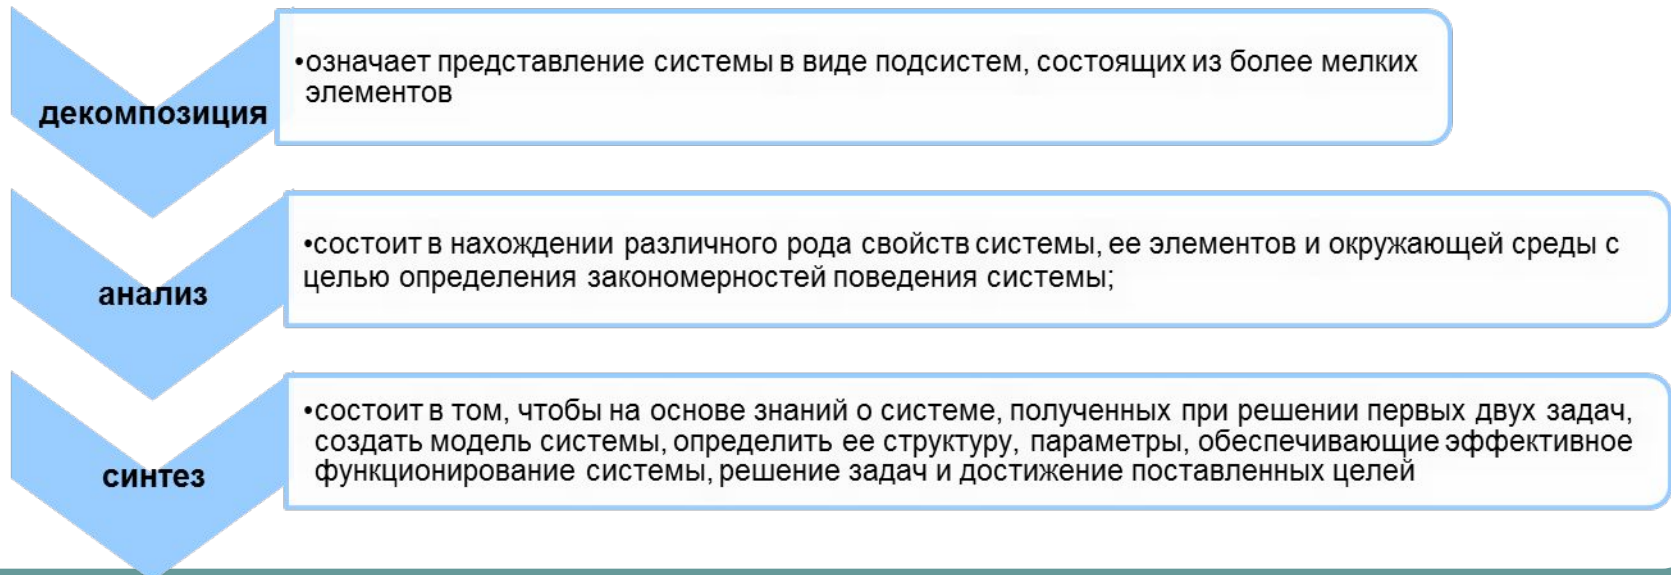 декомпозиция
•означает представление системы в виде подсистем, состоящих из более мелких
элементов
анализ
•состоит в нахождении различного рода свойств системы, ее элементов и окружающей среды с
целью определения закономерностей поведения системы;
синтез
•состоит в том, чтобы на основе знаний о системе, полученных при решении первых двух задач,
создать модель системы, определить ее структуру, параметры, обеспечивающие эффективное
функционирование системы, решение задач и достижение поставленных целей